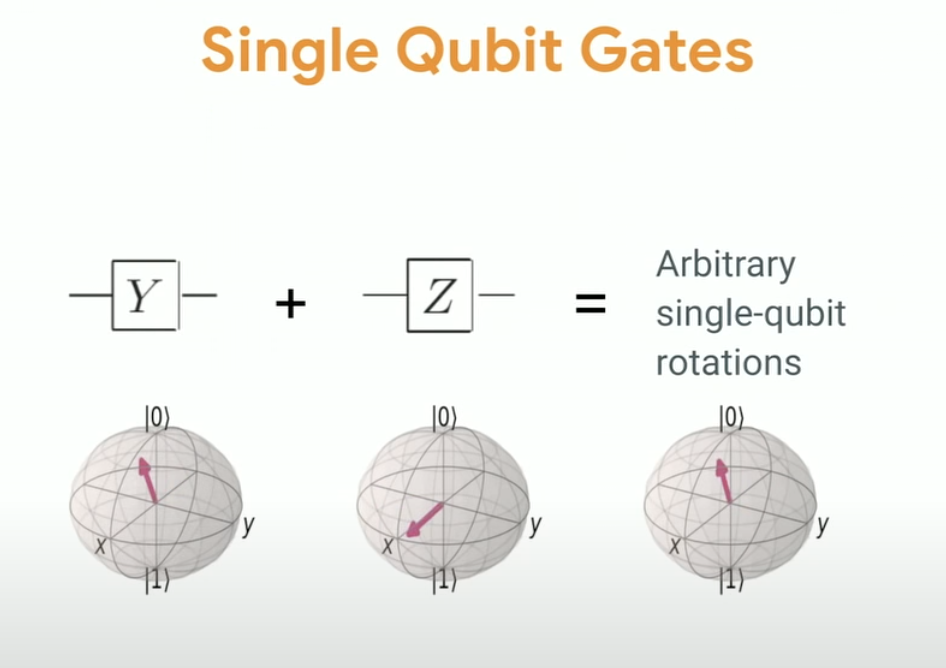 Single Qubit Gates
Y + Z = Arbitrary
single-qubit
rotations
|0⟩ |0⟩ |0⟩
y y y
x x x
|1⟩ |1⟩ |1⟩